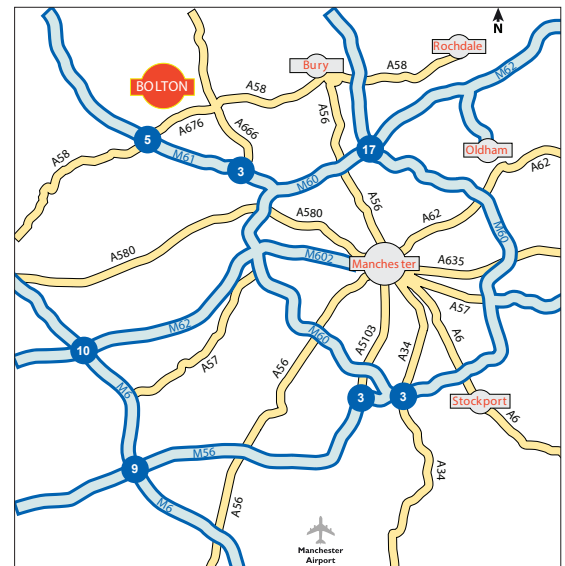 N
Rochdale
Bury
A58
M62
BOLTON
A58
A56
A676
A666
5
M61
17
Oldham
A58
3
M60
A62
A56
A580
A62
M60
A580
M602
Manchester
A635
A57
M62
M60
A5103
A34
A6
10
A57
A56
M6
3
3
Stockport
A6
M56
9
A34
M6
A56
Manchester
Airport